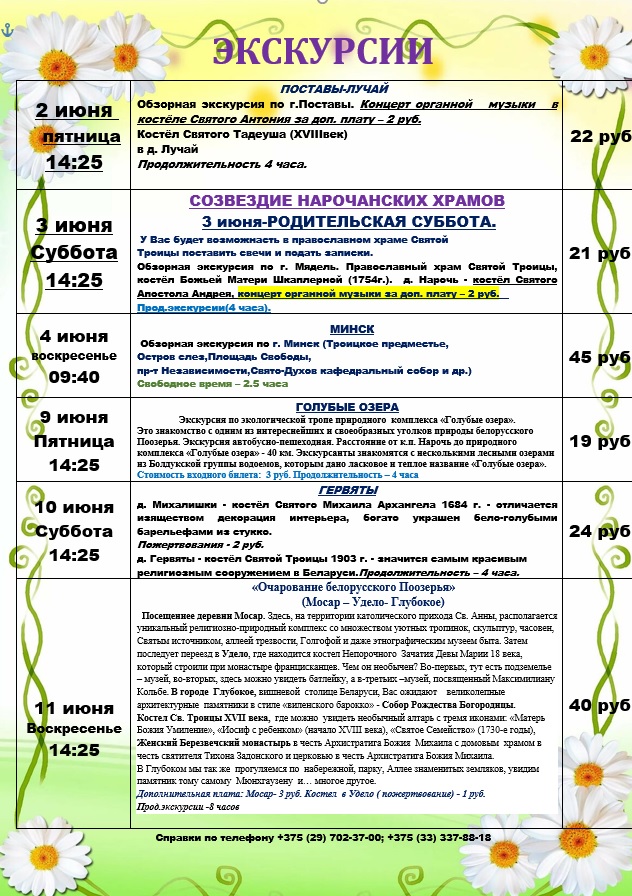 ЭКСКУРСИИ
2 июня
пятница
14:25
ПОСТАВЫ-ЛУЧАЙ
Обзорная экскурсия по г.Поставы. Концерт органной музыки в
костёле Святого Антония за доп. плату – 2 руб.
Костёл Святого Тадеуша (XVIIIвек)
в д. Лучай
Продолжительность 4 часа.
22 руб
3 июня
Суббота
14:25
СОЗВЕЗДИЕ НАРОЧАНСКИХ ХРАМОВ
3 июня-РОДИТЕЛЬСКАЯ СУББОТА.
У Вас будет возможнасть в православном храме Святой
Троицы поставить свечи и подать записки.
Обзорная экскурсия по г. Мядель. Православный храм Святой Троицы,
костёл Божьей Матери Шкаплерной (1754г.). д. Нарочь - костёл Святого
Апостола Андрея, концерт органной музыки за доп. плату – 2 руб.
Прод.экскурсии(4 часа).
21 руб
4 июня
воскресенье
09:40
МИНСК
Обзорная экскурсия по г. Минск (Троицкое предместье,
Остров слез,Площадь Свободы,
пр-т Независимости,Свято-Духов кафедральный собор и др.)
Свободное время – 2.5 часа
45 руб
9 июня
Пятница
14:25
ГОЛУБЫЕ ОЗЕРА
Экскурсия по экологической тропе природного комплекса «Голубые озера».
Это знакомство с одним из интереснейших и своеобразных уголков природы белорусского
Поозерья. Экскурсия автобусно-пешеходная. Расстояние от к.п. Нарочь до природного
комплекса «Голубые озера» - 40 км. Экскурсанты знакомятся с несколькими лесными озерами
из Болдукской группы водоемов, которым дано ласковое и теплое название «Голубые озера».
Стоимость входного билета: 3 руб. Продолжительность – 4 часа
19 руб
10 июня
Суббота
14:25
ГЕРВЯТЫ
д. Михалишки - костёл Святого Михаила Архангела 1684 г. - отличается
изяществом декорация интерьера, богато украшен бело-голубыми
барельефами из стукко.
Пожертвования - 2 руб.
д. Гервяты - костёл Святой Троицы 1903 г. - значится самым красивым
религиозным сооружением в Беларуси.Продолжительность – 4 часа.
24 руб
11 июня
Воскресенье
14:25
«Очарование белорусского Поозерья»
(Мосар – Удело- Глубокое)
Посещеннее деревни Мосар. Здесь, на территории католического прихода Св. Анны, располагается
уникальный религиозно-природный комплекс со множеством уютных тропинок, скульптур, часовен,
Святым источником, аллеей трезвости, Голгофой и даже этнографическим музеем быта. Затем
последует переезд в Удело, где находится костел Непорочного Зачатия Девы Марии 18 века,
который строили при монастыре францисканцев. Чем он необычен? Во-первых, тут есть подземелье
– музей, во-вторых, здесь можно увидеть батлейку, а в-третьих –музей, посвященный Максимилиану
Кольбе. В городе Глубокое, вишневой столице Беларуси, Вас ожидают великолепные
архитектурные памятники в стиле «виленского барокко» - Собор Рождества Богородицы.
Костел Св. Троицы XVII века, где можно увидеть необычный алтарь с тремя иконами: «Матерь
Божия Умиление», «Иосиф с ребенком» (начало XVIII века), «Святое Семейство» (1730-е годы),
Женский Березвечский монастырь в честь Архистратига Божия Михаила с домовым храмом в
честь святителя Тихона Задонского и церковью в честь Архистратига Божия Михаила.
В Глубоком мы так же прогуляемся по набережной, парку, Аллее знаменитых земляков, увидим
памятник тому самому Мюнхгаузену и… многое другое.
Дополнительная плата: Мосар- 3 руб. Костел в Удело ( пожертвование) - 1 руб.
Прод.экскурсии -8 часов
40 руб
Справки по телефону +375 (29) 702-37-00; +375 (33) 337-88-18